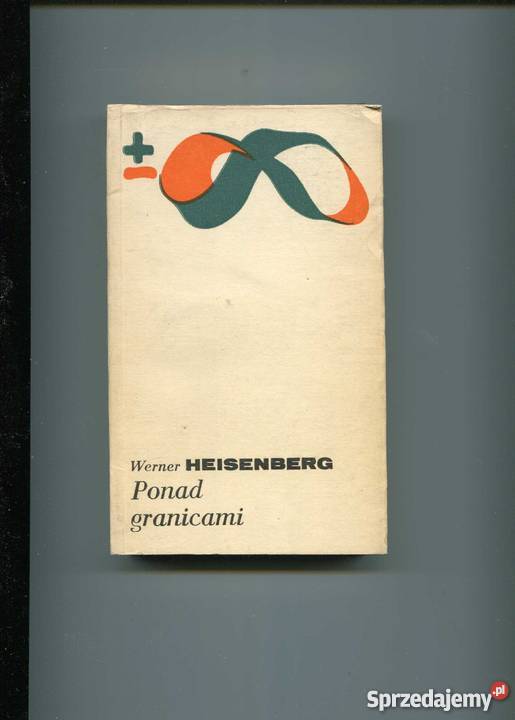 ±
Werner HEISENBERG
Ponad
granicami
Sprzedajemy.pl